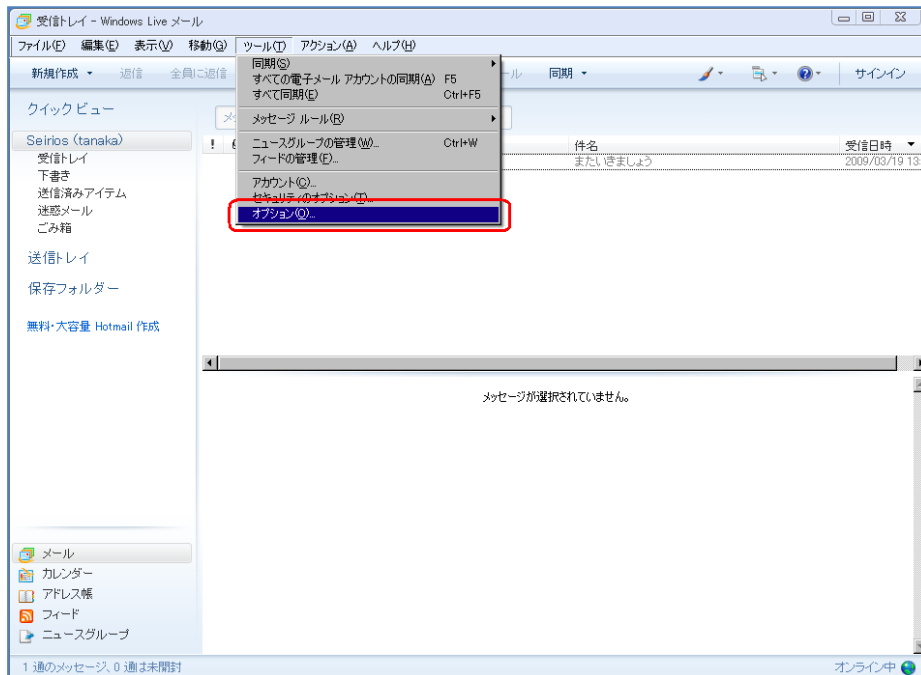 受信トレイ - Windows Live メール
ファイル(F) 編集(E) 表示(V) 移動(G) ツール(T) アクション(A) ヘルプ(H)
新規作成 返信 全員に返信 ール 同期 サインイン
同期(S)
すべての電子メール アカウントの同期(A) F5
すべて同期(E) Ctrl+F5
メッセージ ルール(R)
ニュースグループの管理(W)... Ctrl+W
フィードの管理(F)...
アカウント(C)...
セキュリティのオプション(T)...
オプション(O)...
クイック ビュー
Seirios (tanaka)
受信トレイ
下書き
送信済みアイテム
迷惑メール
ごみ箱
送信トレイ
保存フォルダー
無料・大容量 Hotmail 作成
! 件名 受信日時
またいきましょう 2009/03/19 13:
メッセージが選択されていません。
メール
カレンダー
アドレス帳
フィード
ニュースグループ
1 通のメッセージ、0 通は未開封
オンライン中